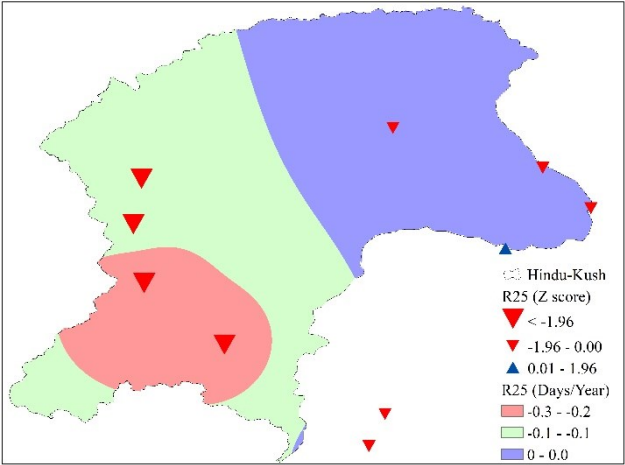 Hindu-Kush
R25 (Z score)
< -1.96
-1.96 - 0.00
0.01 - 1.96
R25 (Days/Year)
-0.3 - -0.2
-0.1 - -0.1
0 - 0.0